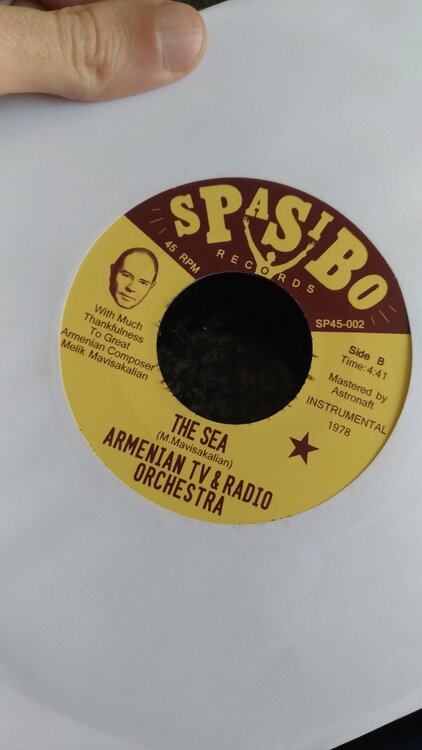 SPASIBO
RECORDS
45 RPM
SP45-002
With Much
Thankfulness
To Great
Armenian Composer
Melik Mavisakalian
Side B
Time: 4:41
Mastered by
Astronaft
INSTRUMENTAL
1978
THE SEA
(M.Mavisakalian)
ARMENIAN TV & RADIO
ORCHESTRA